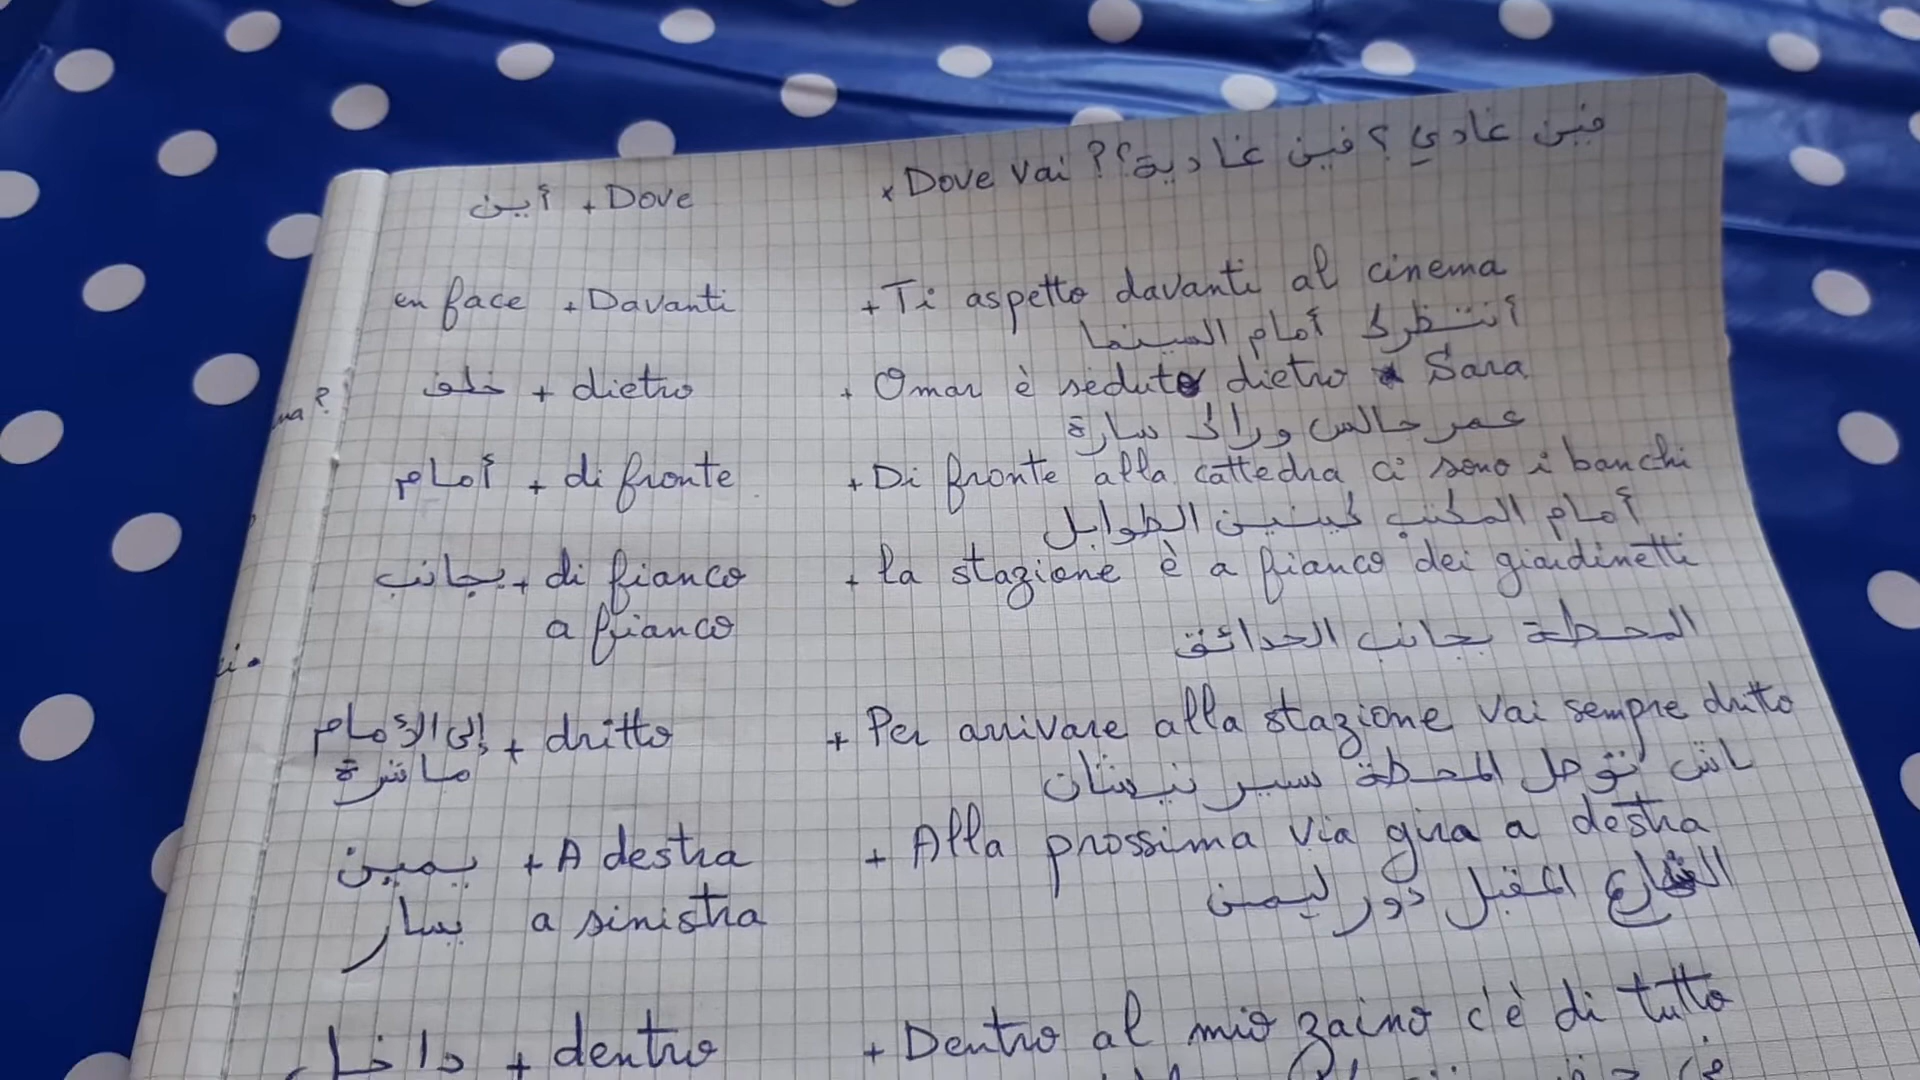 أين + Dove × Dove vai ?؟ فين غادي ؟ فين غادية
en face + Davanti + Ti aspetto davanti al cinema
أنتظرك أمام السينما
خلف + dietro + Omar è seduto dietro Sara
عمر جالس وراك سارة
أمام + di fronte + Di fronte alla cattedra ci sono i banchi
أمام المكتب كينين الطوابل
بجانب + di fianco + la stazione è a fianco dei giardinetti
a fianco
المحطة بجانب الحدائق
إلى الأمام + dritto + Per arrivare alla stazione vai sempre dritto
مباشرة
باش توصل المحطة سير نيشان
يمين + A destra + Alla prossima via gira a destra
يسار a sinistra
الشارع المقبل دور ليمن
داخل + dentro + Dentro al mio zaino c'è di tutto